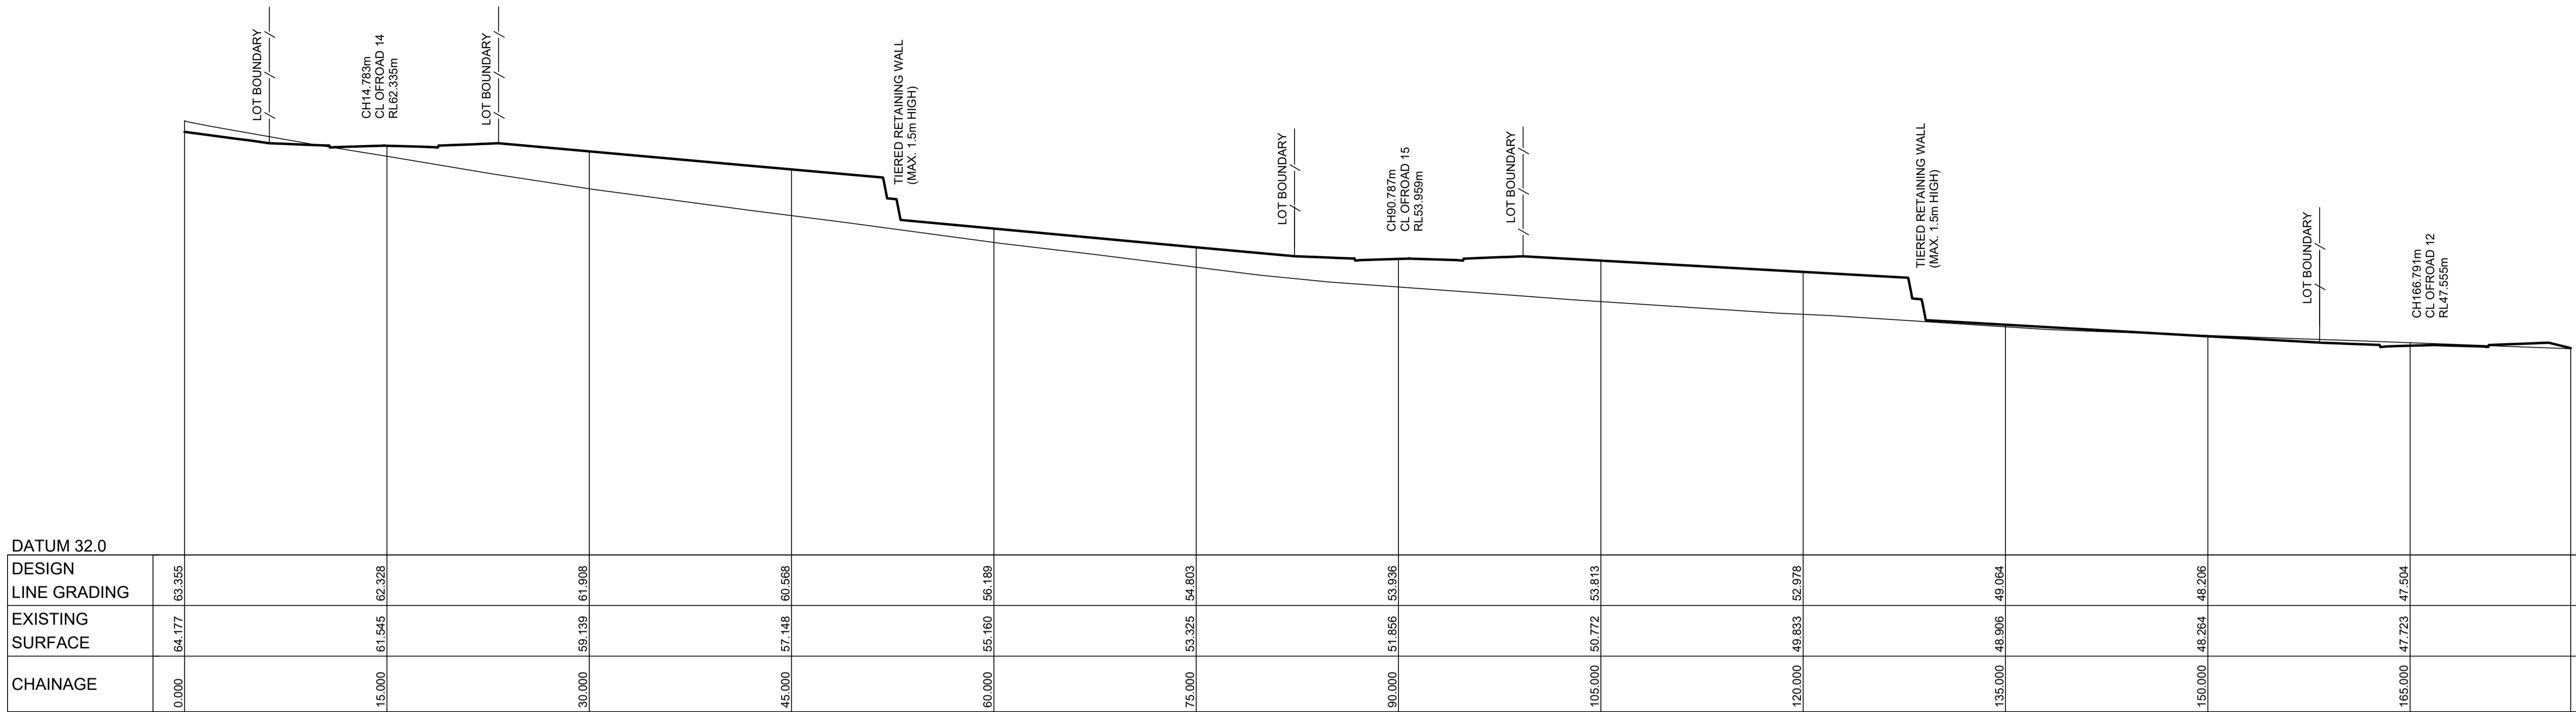 LOT BOUNDARY
CH14.783m
CL OFROAD 14
RL62.335m
LOT BOUNDARY
TIERED RETAINING WALL
(MAX. 1.5m HIGH)
LOT BOUNDARY
CH90.787m
CL OFROAD 15
RL53.959m
LOT BOUNDARY
TIERED RETAINING WALL
(MAX. 1.5m HIGH)
LOT BOUNDARY
CH166.791m
CL OFROAD 12
RL47.555m
DATUM 32.0
DESIGN
LINE GRADING
63.355 62.328 61.908 60.568 56.189 54.803 53.936 53.813 52.978 49.064 48.206 47.504
EXISTING
SURFACE
64.177 61.545 59.139 57.148 55.160 53.325 51.856 50.772 49.833 48.906 48.264 47.723
CHAINAGE
0.000 15.000 30.000 45.000 60.000 75.000 90.000 105.000 120.000 135.000 150.000 165.000